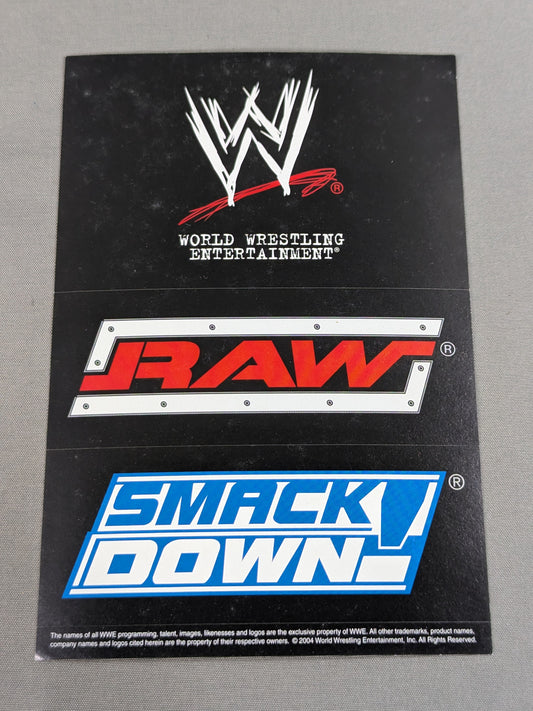 W®
WORLD WRESTLING
ENTERTAINMENT®
RAW®
SMACK
DOWN!®
The names of all WWE programming, talent, images, likenesses and logos are the exclusive property of WWE. All other trademarks, product names,
company names and logos cited herein are the property of their respective owners. © 2004 World Wrestling Entertainment, Inc. All Rights Reserved.